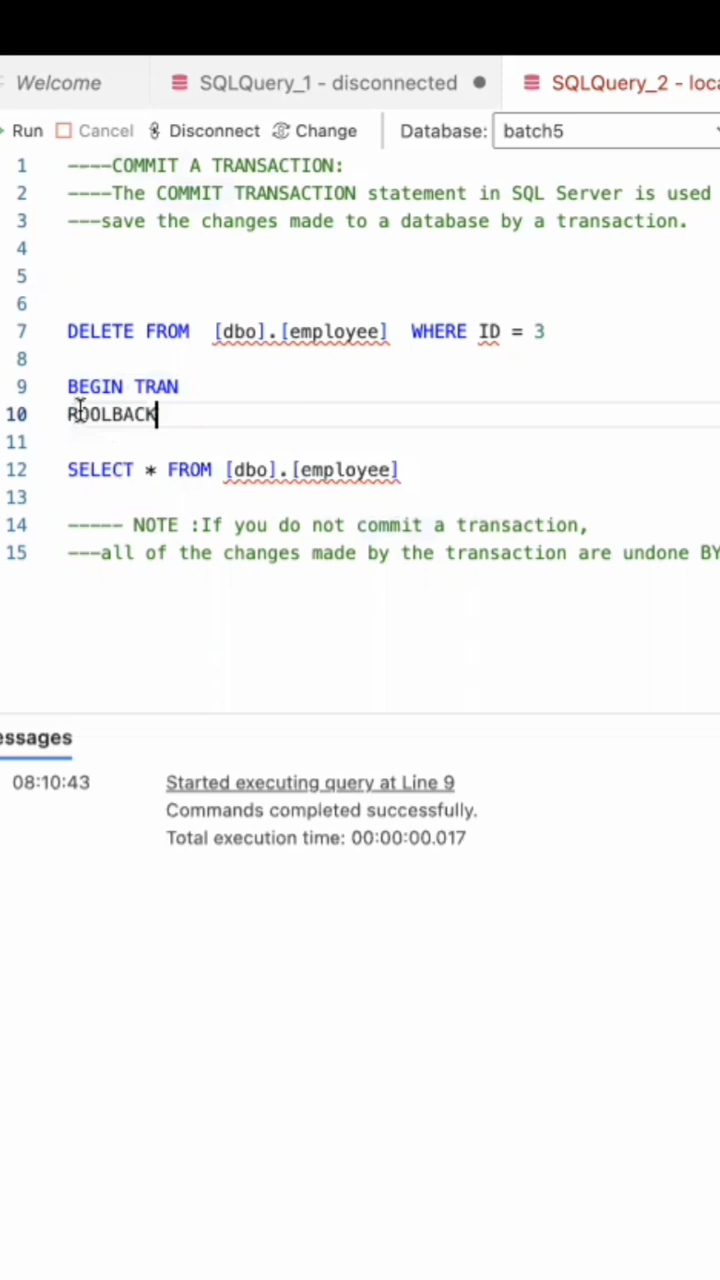 Welcome
SQLQuery_1 - disconnected
SQLQuery_2 - loca
Run Cancel Disconnect Change Database: batch5
1 ----COMMIT A TRANSACTION:
2 ----The COMMIT TRANSACTION statement in SQL Server is used
3 ---save the changes made to a database by a transaction.
4
5
6
7 DELETE FROM [dbo].[employee] WHERE ID = 3
8
9 BEGIN TRAN
10 ROOLBACK
11
12 SELECT * FROM [dbo].[employee]
13
14 ----- NOTE :If you do not commit a transaction,
15 ---all of the changes made by the transaction are undone BY
essages
08:10:43 Started executing query at Line 9
Commands completed successfully.
Total execution time: 00:00:00.017